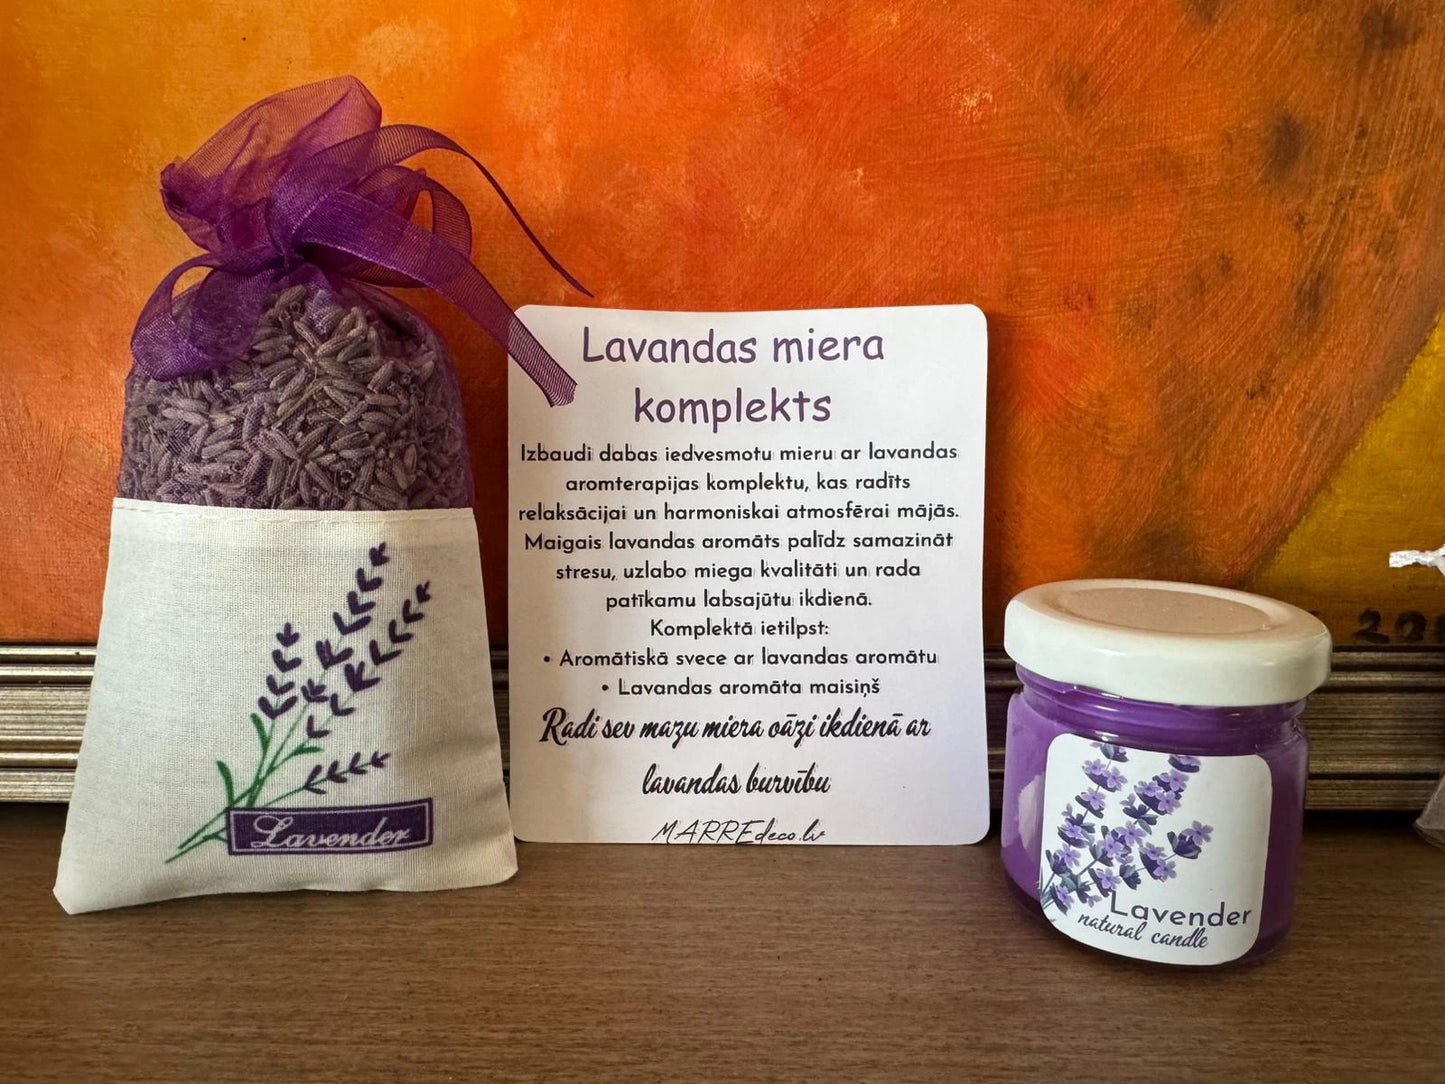 Lavandas miera
komplekts
Izbaudi dabas iedvesmotu mieru ar lavandas
aromterapijas komplektu, kas radīts
relaksācijai un harmoniskai atmosfērai mājās.
Maigais lavandas aromāts palīdz samazināt
stresu, uzlabo miega kvalitāti un rada
patīkamu labsajūtu ikdienā.
Komplektā ietilpst:
• Aromātiskā svece ar lavandas aromātu
• Lavandas aromāta maisiņš
Radi sev mazu miera oāzi ikdienā ar
lavandas burvību
MARREdeco.lv
Lavender
Lavender
natural candle